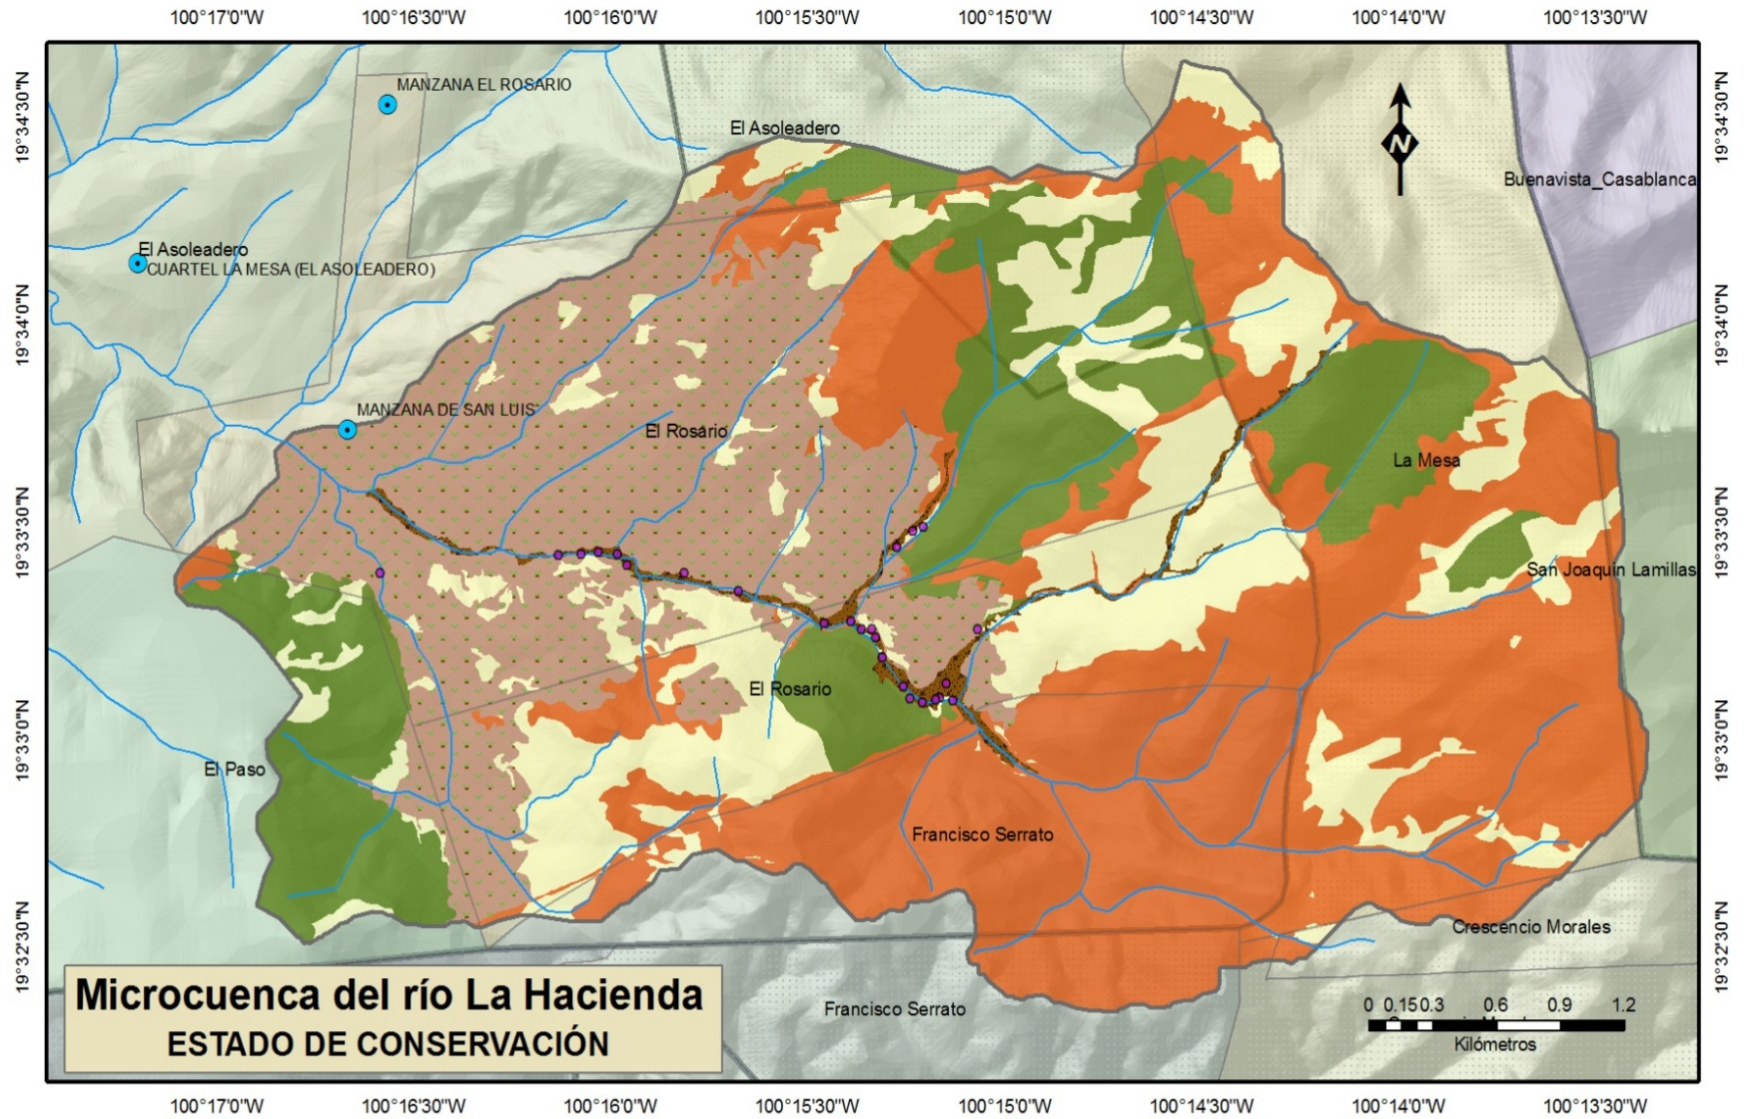 100°17'0"W 100°16'30"W 100°16'0"W 100°15'30"W 100°15'0"W 100°14'30"W 100°14'0"W 100°13'30"W
19°34'30"N
19°34'0"N
19°33'30"N
19°33'0"N
19°32'30"N
MANZANA EL ROSARIO
El Asoleadero
Buenavista_Casablanca
El Asoleadero
CUARTEL LA MESA (EL ASOLEADERO)
MANZANA DE SAN LUIS
El Rosario
La Mesa
San Joaquin Lamillas
El Rosario
El Paso
Francisco Serrato
Crescencio Morales
Francisco Serrato
Microcuenca del río La Hacienda
ESTADO DE CONSERVACIÓN
N
0 0.15 0.3 0.6 0.9 1.2
Kilómetros
19°34'30"N
19°34'0"N
19°33'30"N
19°33'0"N
19°32'30"N
100°17'0"W 100°16'30"W 100°16'0"W 100°15'30"W 100°15'0"W 100°14'30"W 100°14'0"W 100°13'30"W